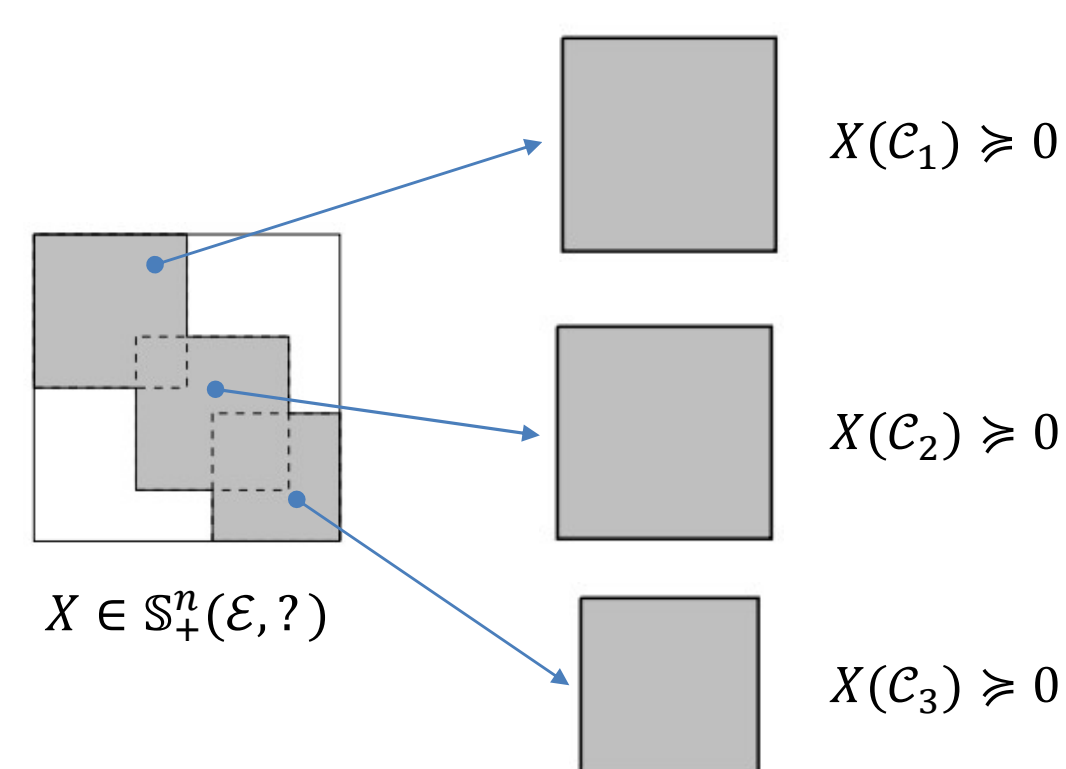 X(𝒞₁) ≽ 0
X(𝒞₂) ≽ 0
X ∈ 𝕊ⁿ₊(ℰ, ?)
X(𝒞₃) ≽ 0